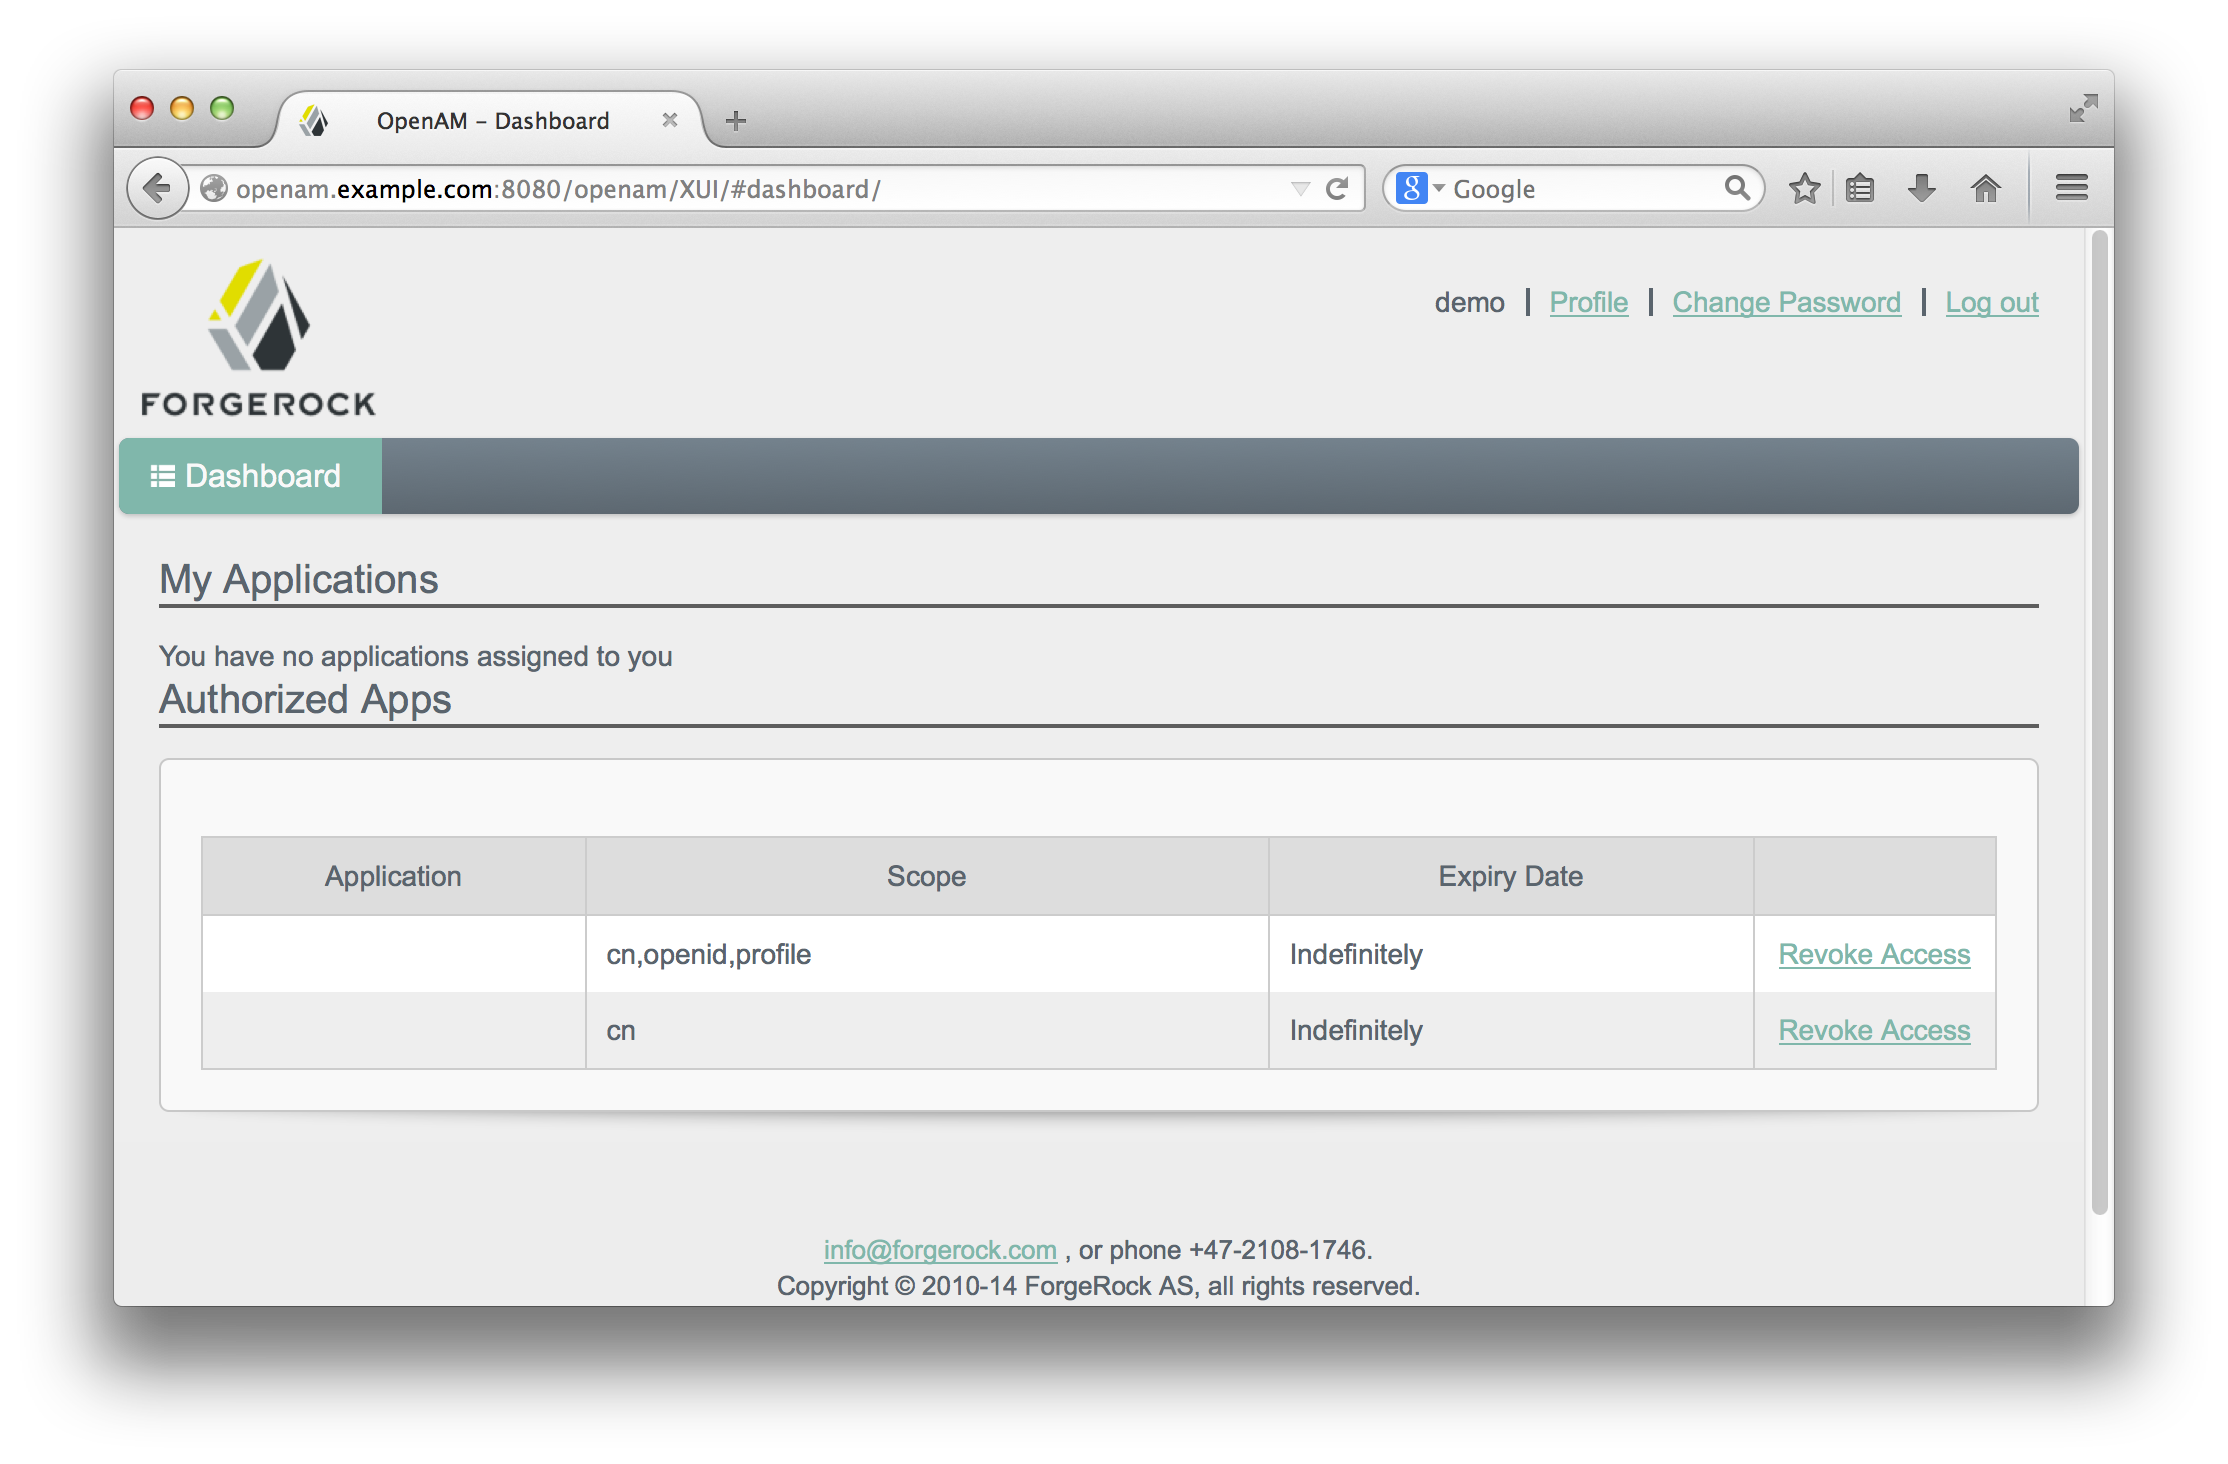 OpenAM – Dashboard
openam.example.com:8080/openam/XUI/#dashboard/
Google
demo | Profile | Change Password | Log out
FORGEROCK
Dashboard
My Applications
You have no applications assigned to you
Authorized Apps
Application Scope Expiry Date
cn,openid,profile Indefinitely Revoke Access
cn Indefinitely Revoke Access
info@forgerock.com , or phone +47-2108-1746.
Copyright © 2010-14 ForgeRock AS, all rights reserved.